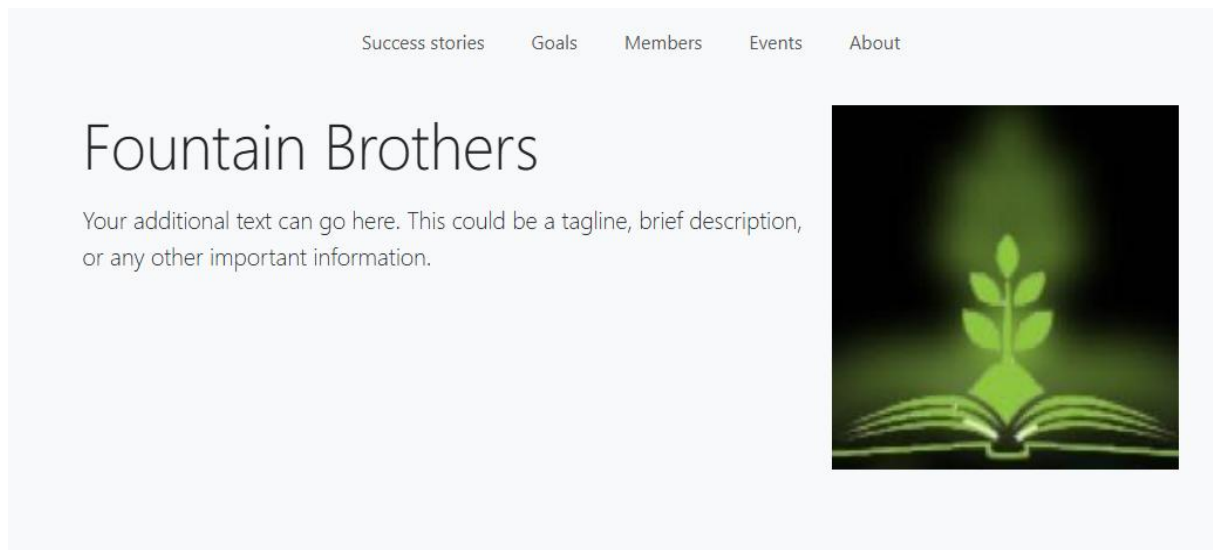 Success stories Goals Members Events About
Fountain Brothers
Your additional text can go here. This could be a tagline, brief description,
or any other important information.